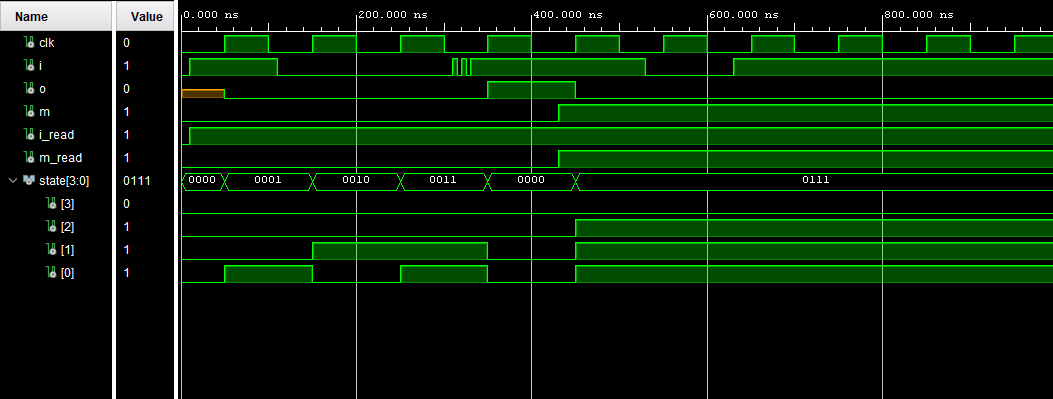 Name Value
0.000 ns 200.000 ns 400.000 ns 600.000 ns 800.000 ns
clk 0
i 1
o 0
m 1
i_read 1
m_read 1
state[3:0] 0111 0000 0001 0010 0011 0000 0111
[3] 0
[2] 1
[1] 1
[0] 1